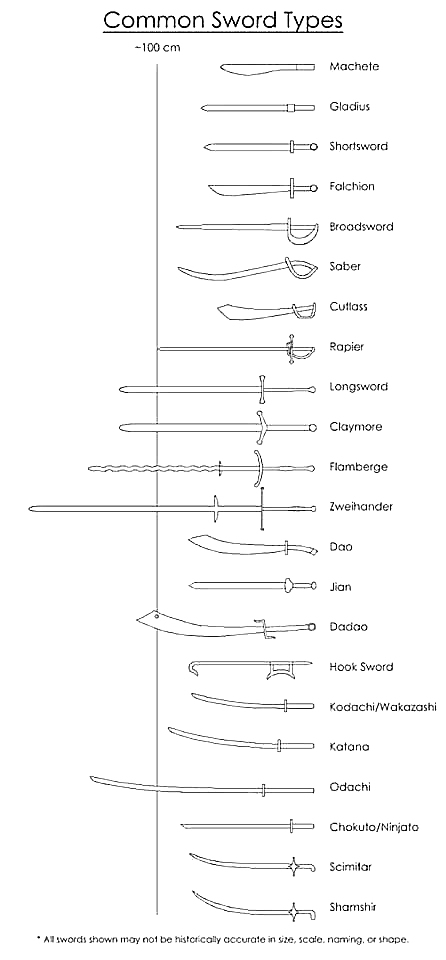 Common Sword Types
~100 cm
Machete
Gladius
Shortsword
Falchion
Broadsword
Saber
Cutlass
Rapier
Longsword
Claymore
Flamberge
Zweihander
Dao
Jian
Dadao
Hook Sword
Kodachi/Wakazashi
Katana
Odachi
Chokuto/Ninjato
Scimitar
Shamshir
* All swords shown may not be historically accurate in size, scale, naming, or shape.